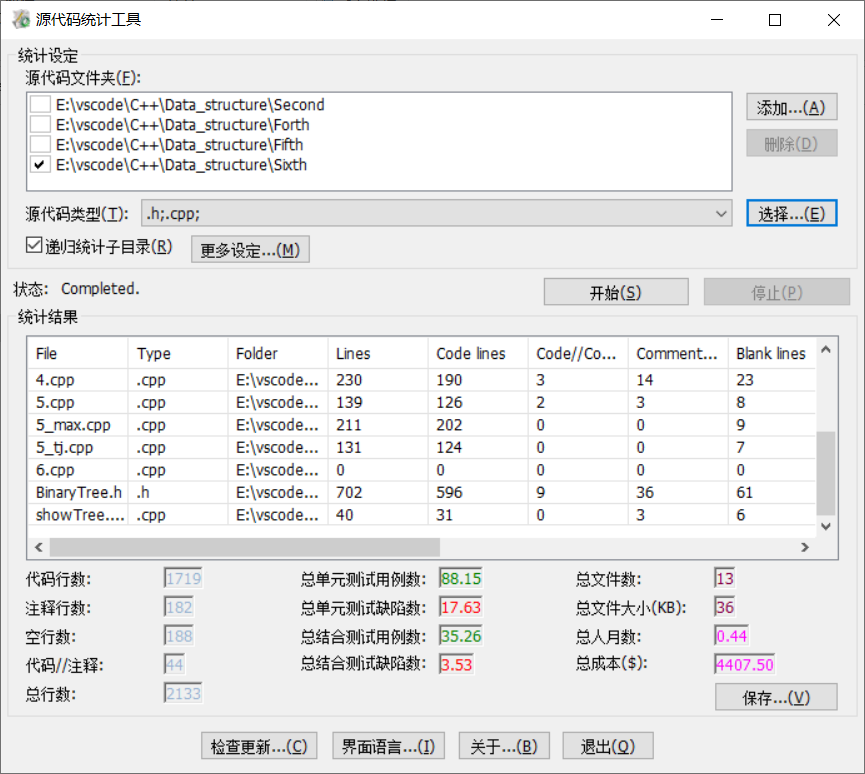 源代码统计工具
统计设定
源代码文件夹(F):
E:\vscode\C++\Data_structure\Second
E:\vscode\C++\Data_structure\Forth
E:\vscode\C++\Data_structure\Fifth
E:\vscode\C++\Data_structure\Sixth
添加...(A)
删除(D)
源代码类型(T): .h;.cpp; 选择...(E)
递归统计子目录(R) 更多设定...(M)
状态: Completed. 开始(S) 停止(P)
统计结果
File Type Folder Lines Code lines Code//Co... Comment... Blank lines
4.cpp .cpp E:\vscode... 230 190 3 14 23
5.cpp .cpp E:\vscode... 139 126 2 3 8
5_max.cpp .cpp E:\vscode... 211 202 0 0 9
5_tj.cpp .cpp E:\vscode... 131 124 0 0 7
6.cpp .cpp E:\vscode... 0 0 0 0 0
BinaryTree.h .h E:\vscode... 702 596 9 36 61
showTree.... .cpp E:\vscode... 40 31 0 3 6
代码行数: 1719 总单元测试用例数: 88.15 总文件数: 13
注释行数: 182 总单元测试缺陷数: 17.63 总文件大小(KB): 36
空行数: 188 总结合测试用例数: 35.26 总人月数: 0.44
代码//注释: 44 总结合测试缺陷数: 3.53 总成本($): 4407.50
总行数: 2133 保存...(V)
检查更新...(C) 界面语言...(I) 关于...(B) 退出(Q)